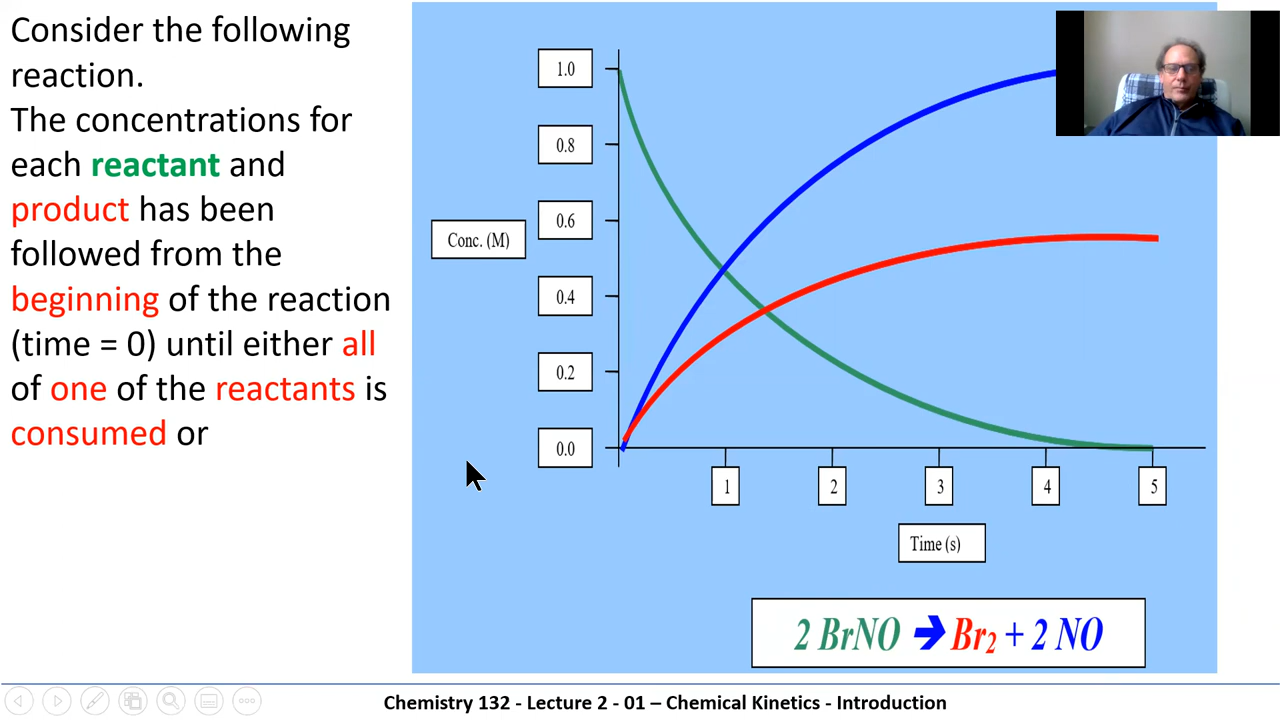 Consider the following
reaction.
The concentrations for
each reactant and
product has been
followed from the
beginning of the reaction
(time = 0) until either all
of one of the reactants is
consumed or
1.0
0.8
0.6
Conc. (M)
0.4
0.2
0.0
1 2 3 4 5
Time (s)
2 BrNO ➔ Br₂ + 2 NO
Chemistry 132 - Lecture 2 - 01 – Chemical Kinetics - Introduction